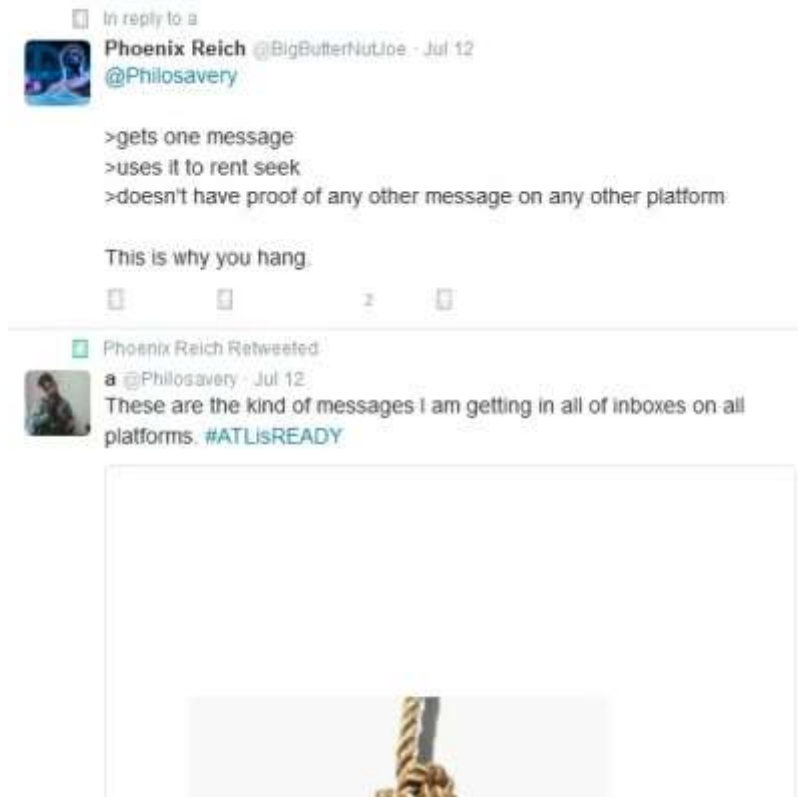 In reply to a
Phoenix Reich @BigButterNutJoe · Jul 12
@Philosavery
>gets one message
>uses it to rent seek
>doesn't have proof of any other message on any other platform
This is why you hang.
2
Phoenix Reich Retweeted
a @Philosavery · Jul 12
These are the kind of messages I am getting in all of inboxes on all
platforms. #ATLisREADY